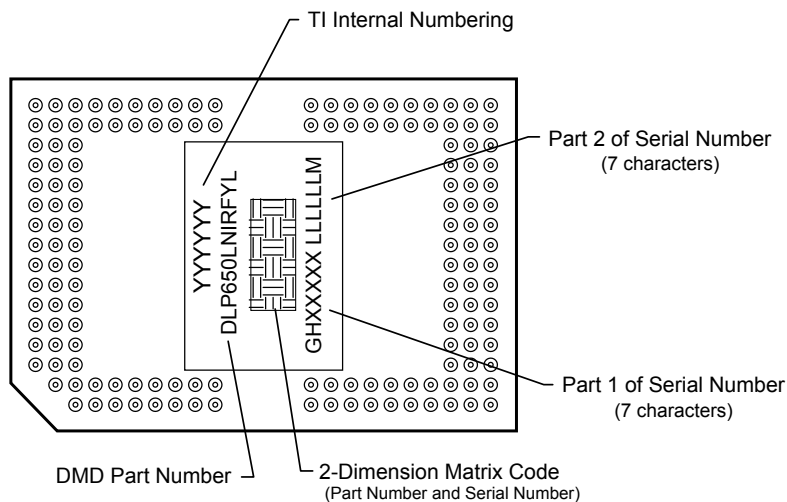 TI Internal Numbering
Part 2 of Serial Number
(7 characters)
YYYYYY
DLP650LNIRFYL
GHXXXXX LLLLLLM
Part 1 of Serial Number
(7 characters)
DMD Part Number
2-Dimension Matrix Code
(Part Number and Serial Number)